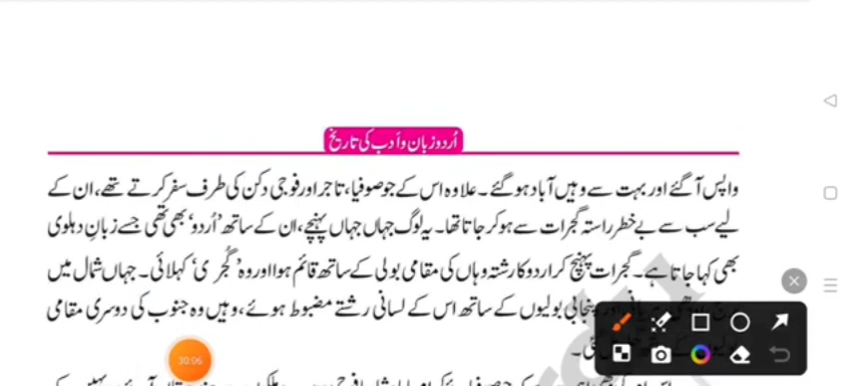 اُردو زبان و ادب کی تاریخ
واپس آ گئے اور بہت سے وہیں آباد ہو گئے۔ علاوہ اس کے جو صوفیا، تاجر اور فوجی دکن کی طرف سفر کرتے تھے، ان کے
لیے سب سے بے خطر راستہ گجرات سے ہو کر جاتا تھا۔ یہ لوگ جہاں جہاں پہنچے، ان کے ساتھ 'اُردو' بھی تھی جسے زبانِ دہلوی
بھی کہا جاتا ہے۔ گجرات پہنچ کر اردو کا رشتہ وہاں کی مقامی بولی کے ساتھ قائم ہوا اور وہ 'گُجری' کہلائی۔ جہاں شمال میں
پنجابی بولیوں کے ساتھ اس کے لسانی رشتے مضبوط ہوئے، وہیں وہ جنوب کی دوسری مقامی
30:06